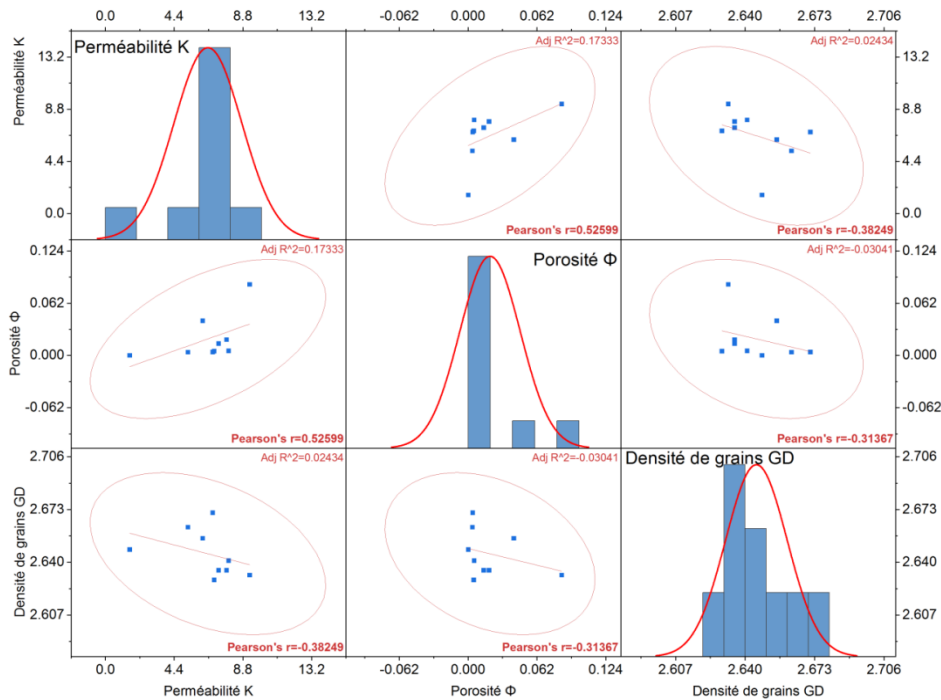 0.0 4.4 8.8 13.2 -0.062 0.000 0.062 0.124 2.607 2.640 2.673 2.706
Perméabilité K
13.2
8.8
4.4
0.0
Perméabilité K
Adj R^2=0.17333
Pearson's r=0.52599
Adj R^2=0.02434
Pearson's r=-0.38249
13.2
8.8
4.4
0.0
Porosité Φ
0.124
0.062
0.000
-0.062
Adj R^2=0.17333
Pearson's r=0.52599
Porosité Φ
Adj R^2=-0.03041
Pearson's r=-0.31367
0.124
0.062
0.000
-0.062
Densité de grains GD
2.706
2.673
2.640
2.607
Adj R^2=0.02434
Pearson's r=-0.38249
Adj R^2=-0.03041
Pearson's r=-0.31367
Densité de grains GD
2.706
2.673
2.640
2.607
0.0 4.4 8.8 13.2 -0.062 0.000 0.062 0.124 2.607 2.640 2.673 2.706
Perméabilité K Porosité Φ Densité de grains GD